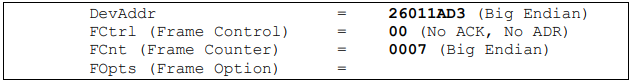 DevAddr = 26011AD3 (Big Endian)
FCtrl (Frame Control) = 00 (No ACK, No ADR)
FCnt (Frame Counter) = 0007 (Big Endian)
FOpts (Frame Option) =